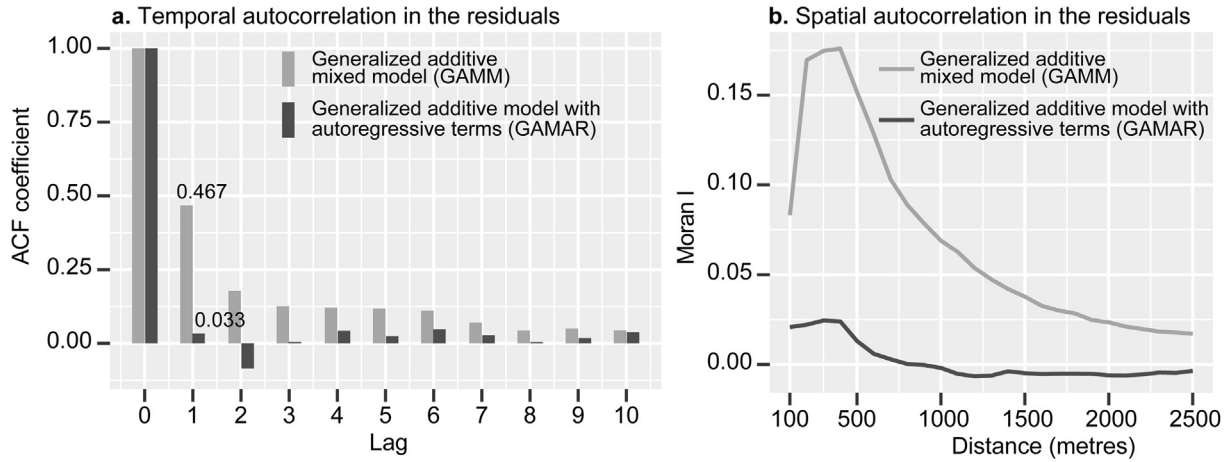 a. Temporal autocorrelation in the residuals
ACF coefficient
1.00
0.75
0.50
0.25
0.00
Generalized additive
mixed model (GAMM)
Generalized additive model with
autoregressive terms (GAMAR)
0.467
0.033
0 1 2 3 4 5 6 7 8 9 10
Lag
b. Spatial autocorrelation in the residuals
Moran I
0.15
0.10
0.05
0.00
Generalized additive
mixed model (GAMM)
Generalized additive model with
autoregressive terms (GAMAR)
100 500 1000 1500 2000 2500
Distance (metres)